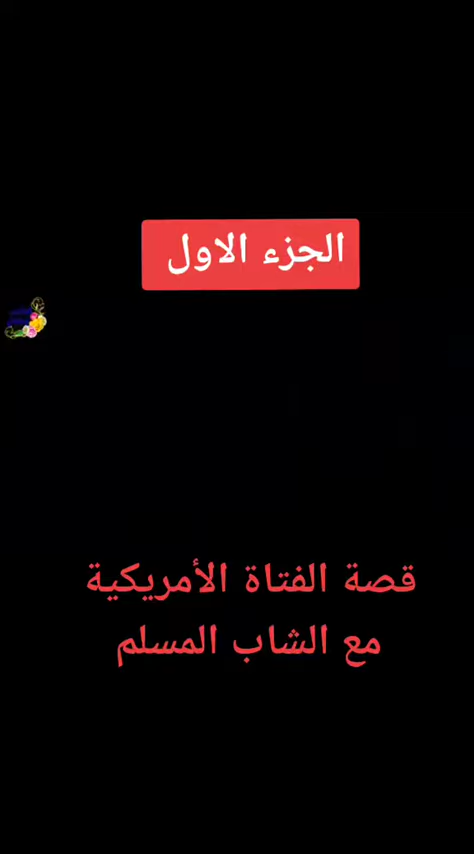 الجزء الاول
قصة الفتاة الأمريكية
مع الشاب المسلم